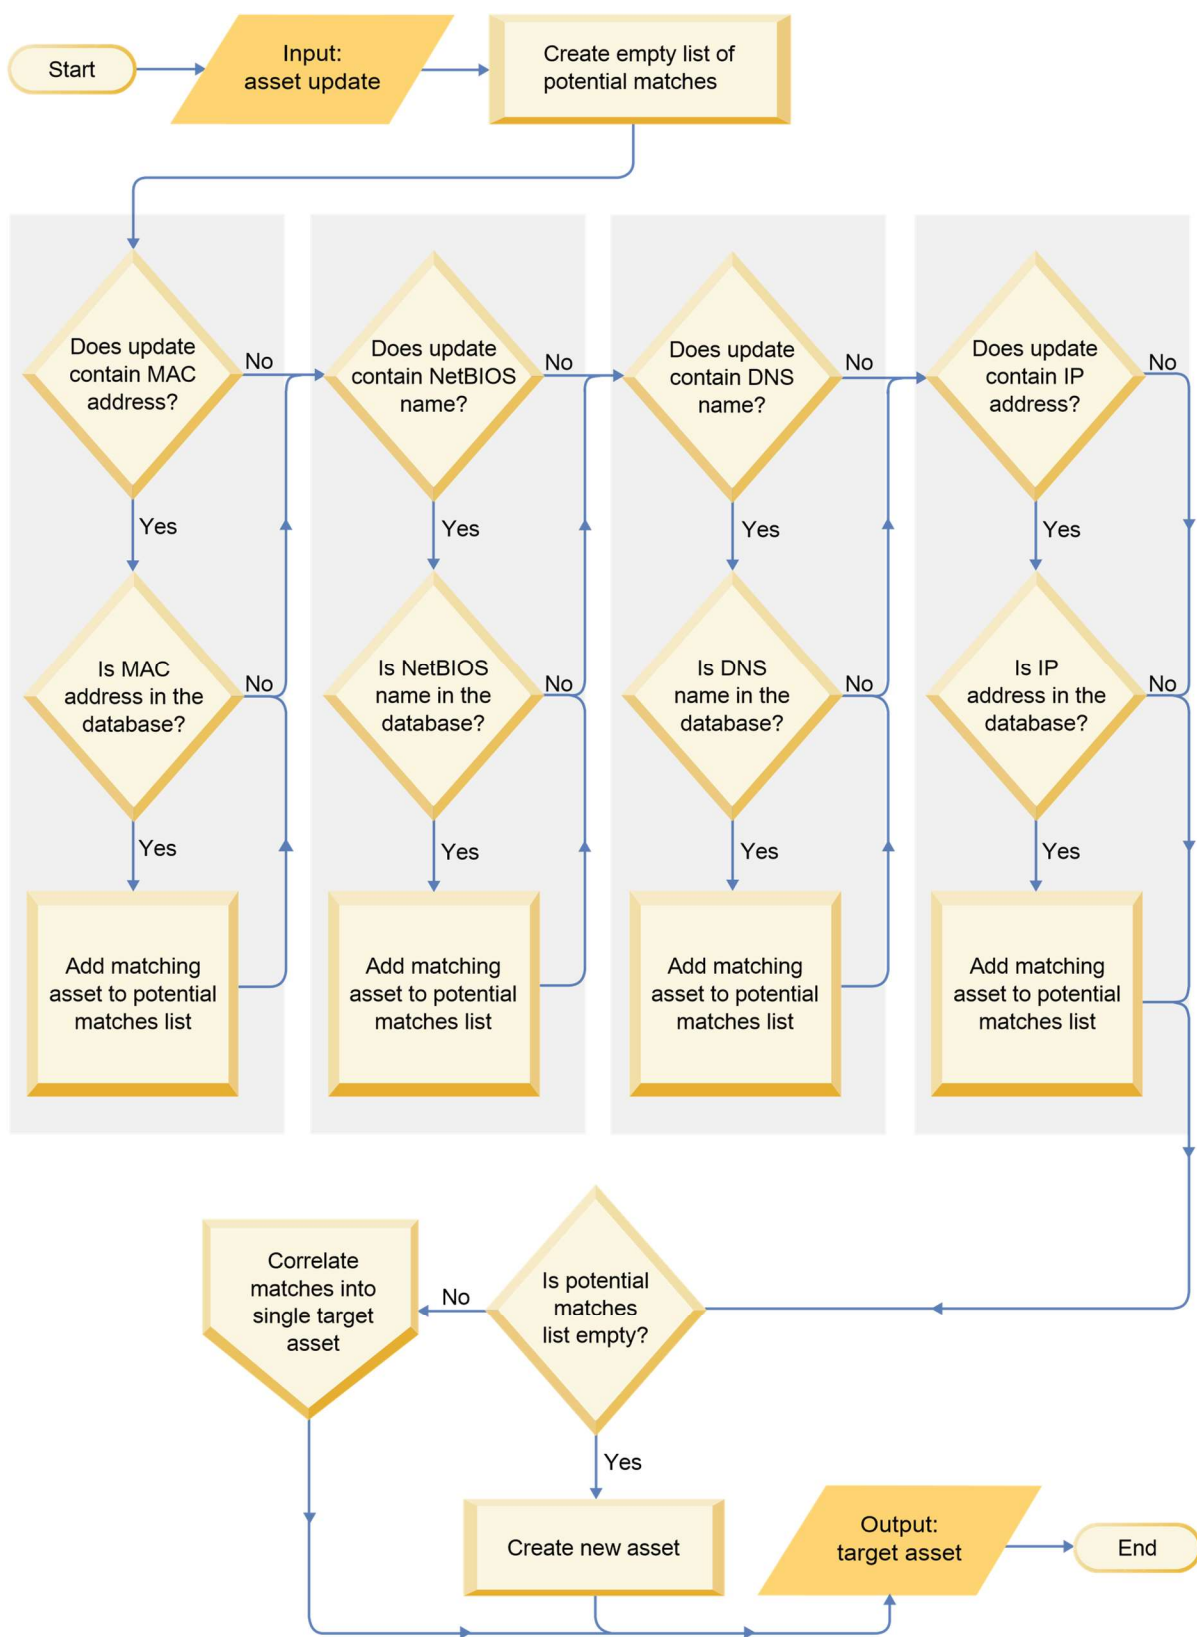 Start
Input:
asset update
Create empty list of
potential matches
Does update
contain MAC
address?
No
Yes
Is MAC
address in the
database?
No
Yes
Add matching
asset to potential
matches list
Does update
contain NetBIOS
name?
No
Yes
Is NetBIOS
name in the
database?
No
Yes
Add matching
asset to potential
matches list
Does update
contain DNS
name?
No
Yes
Is DNS
name in the
database?
No
Yes
Add matching
asset to potential
matches list
Does update
contain IP
address?
No
Yes
Is IP
address in the
database?
No
Yes
Add matching
asset to potential
matches list
Is potential
matches
list empty?
No
Correlate
matches into
single target
asset
Yes
Create new asset
Output:
target asset
End